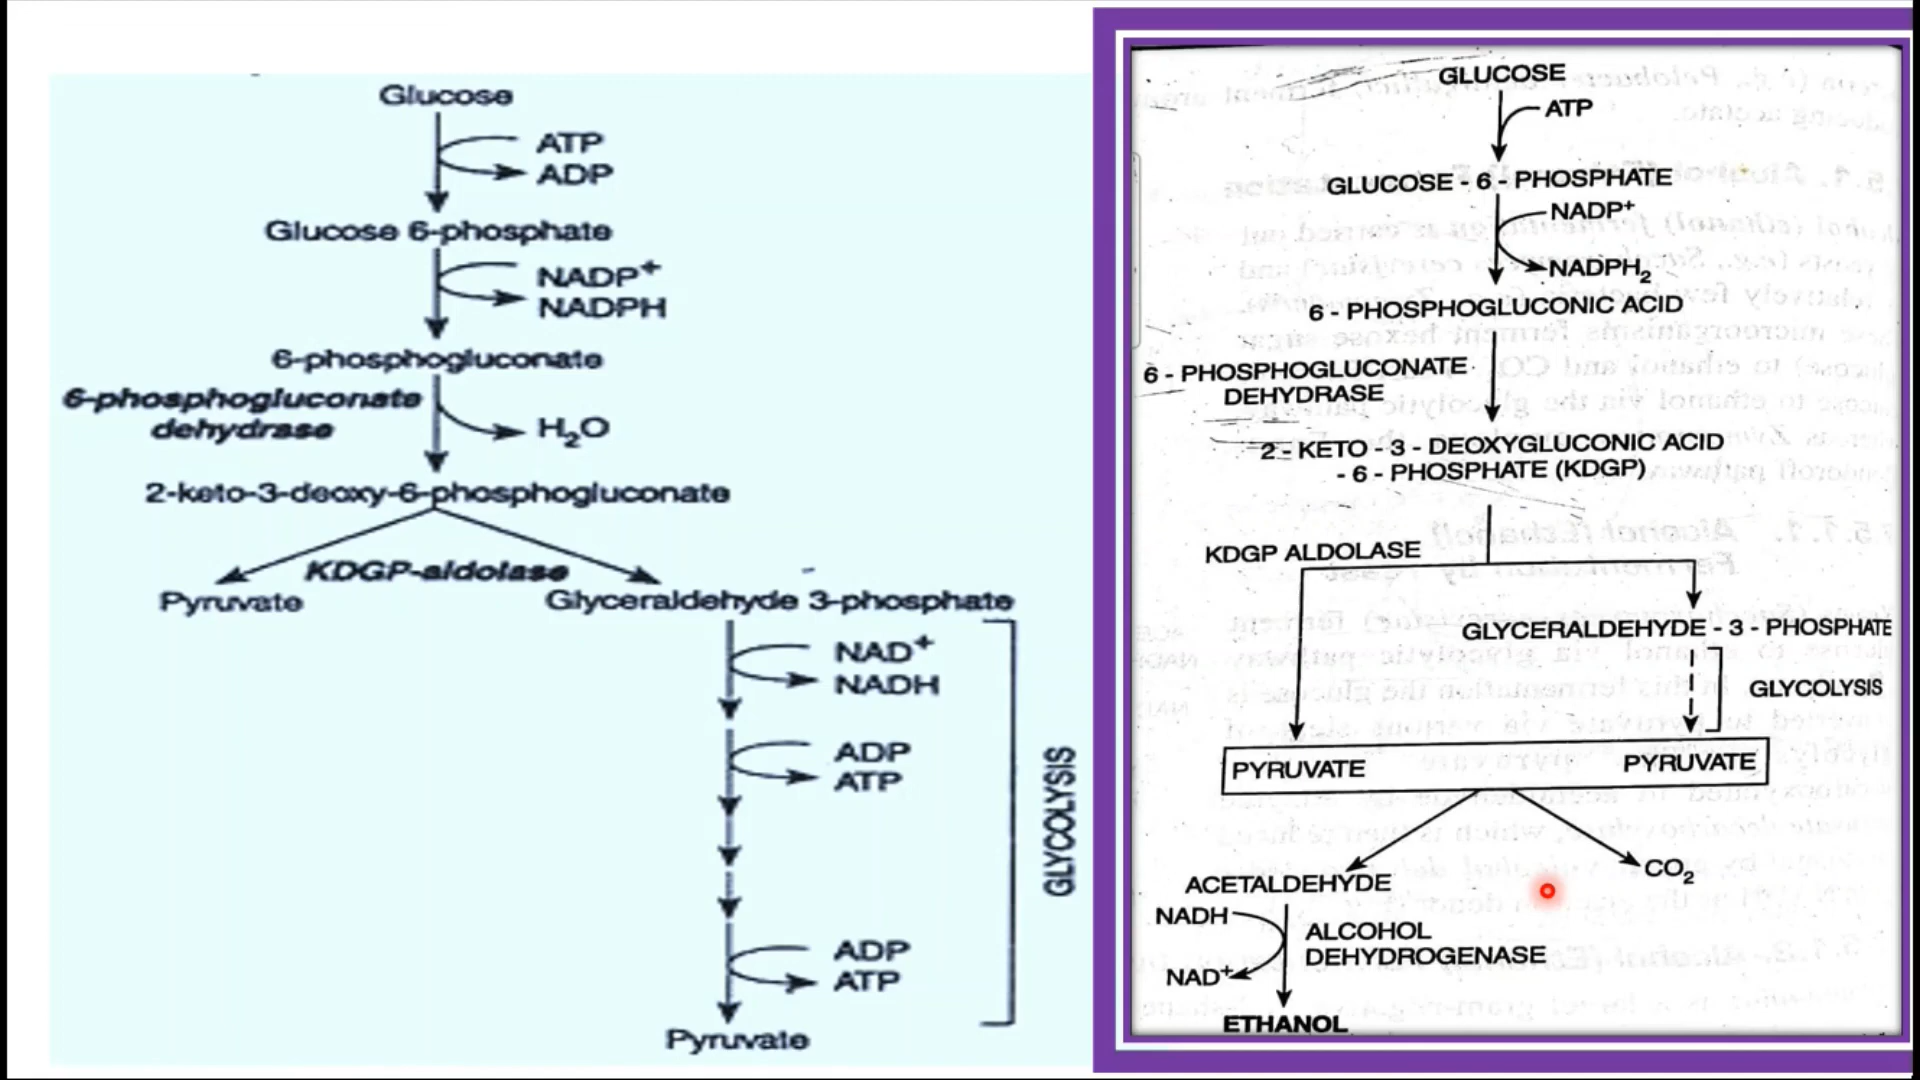 Glucose
ATP
ADP
Glucose 6-phosphate
NADP+
NADPH
6-phosphogluconate
6-phosphogluconate
dehydrase
H2O
2-keto-3-deoxy-6-phosphogluconate
KDGP-aldolase
Pyruvate
Glyceraldehyde 3-phosphate
NAD+
NADH
ADP
ATP
GLYCOLYSIS
ADP
ATP
Pyruvate
GLUCOSE
ATP
GLUCOSE - 6 - PHOSPHATE
NADP+
NADPH2
6 - PHOSPHOGLUCONIC ACID
6 - PHOSPHOGLUCONATE
DEHYDRASE
2 - KETO - 3 - DEOXYGLUCONIC ACID
- 6 - PHOSPHATE (KDGP)
KDGP ALDOLASE
GLYCERALDEHYDE - 3 - PHOSPHATE
GLYCOLYSIS
PYRUVATE PYRUVATE
CO2
ACETALDEHYDE
NADH
ALCOHOL
DEHYDROGENASE
NAD+
ETHANOL